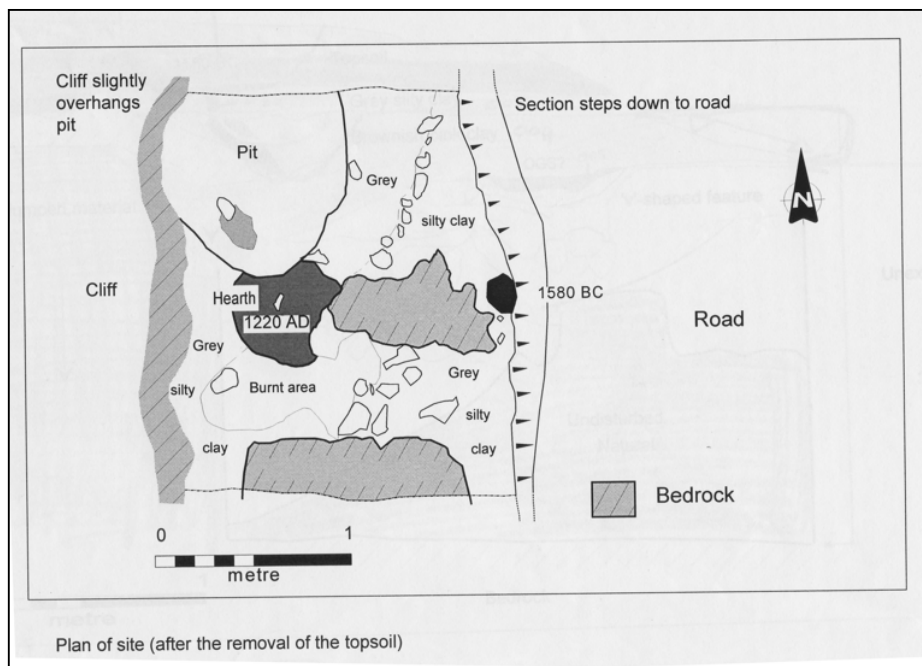 Cliff slightly
overhangs
pit
Section steps down to road
Pit
Grey
silty clay
N
Cliff
Hearth
1220 AD
1580 BC
Road
Grey
silty
clay
Burnt area
Grey
silty
clay
Bedrock
0 1
metre
Plan of site (after the removal of the topsoil)